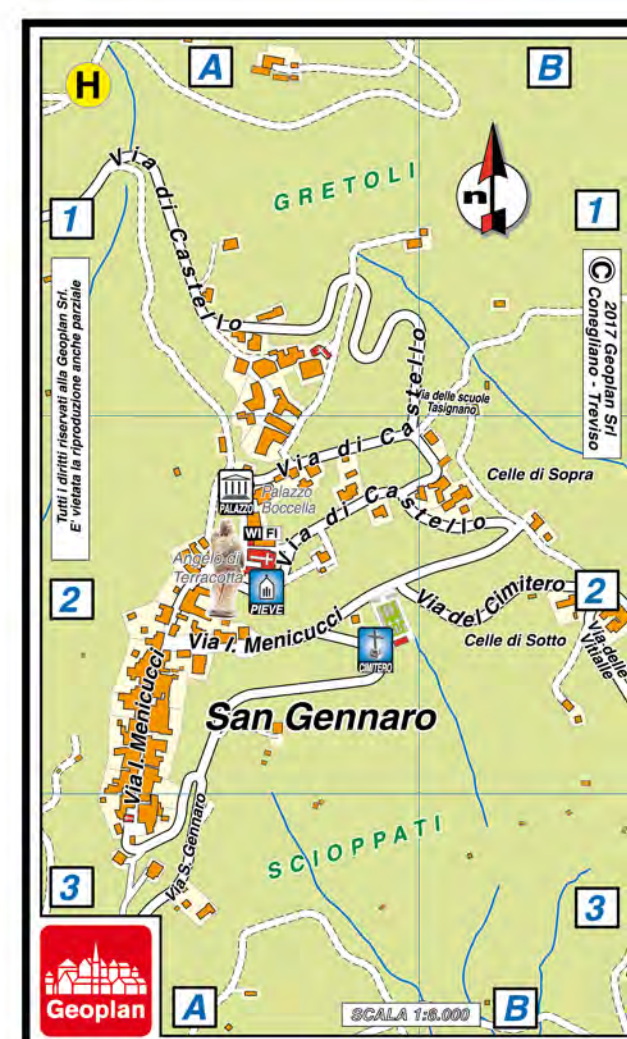 A
B
H
Via di Castello
GRETOLI
n
1
1
Tutti i diritti riservati alla Geoplan Srl.
E' vietata la riproduzione anche parziale
© 2017 Geoplan Srl
Conegliano - Treviso
Via di Castello
Via delle scuole
Tasignano
Via di Castello
Celle di Sopra
PALAZZO
Palazzo
Boccella
Via di Castello
WI FI
Angelo di
Terracotta
PIEVE
2
2
Via del Cimitero
Via I. Menicucci
Celle di Sotto
Via delle
Vitialle
CIMITERO
San Gennaro
Via I. Menicucci
SCIOPPATI
Via S. Gennaro
3
3
Geoplan
A
SCALA 1:6.000
B